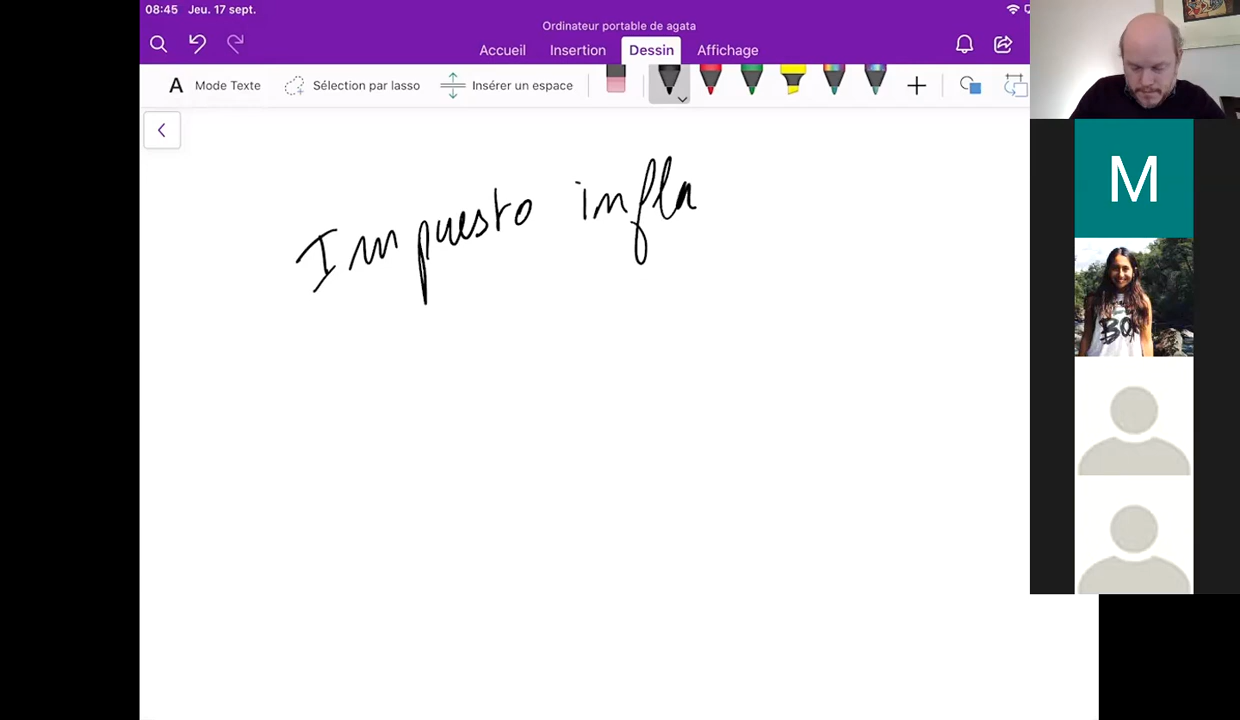 08:45 Jeu. 17 sept.
Ordinateur portable de agata
Accueil Insertion Dessin Affichage
A Mode Texte Sélection par lasso Insérer un espace
Impuesto infla
M
BO